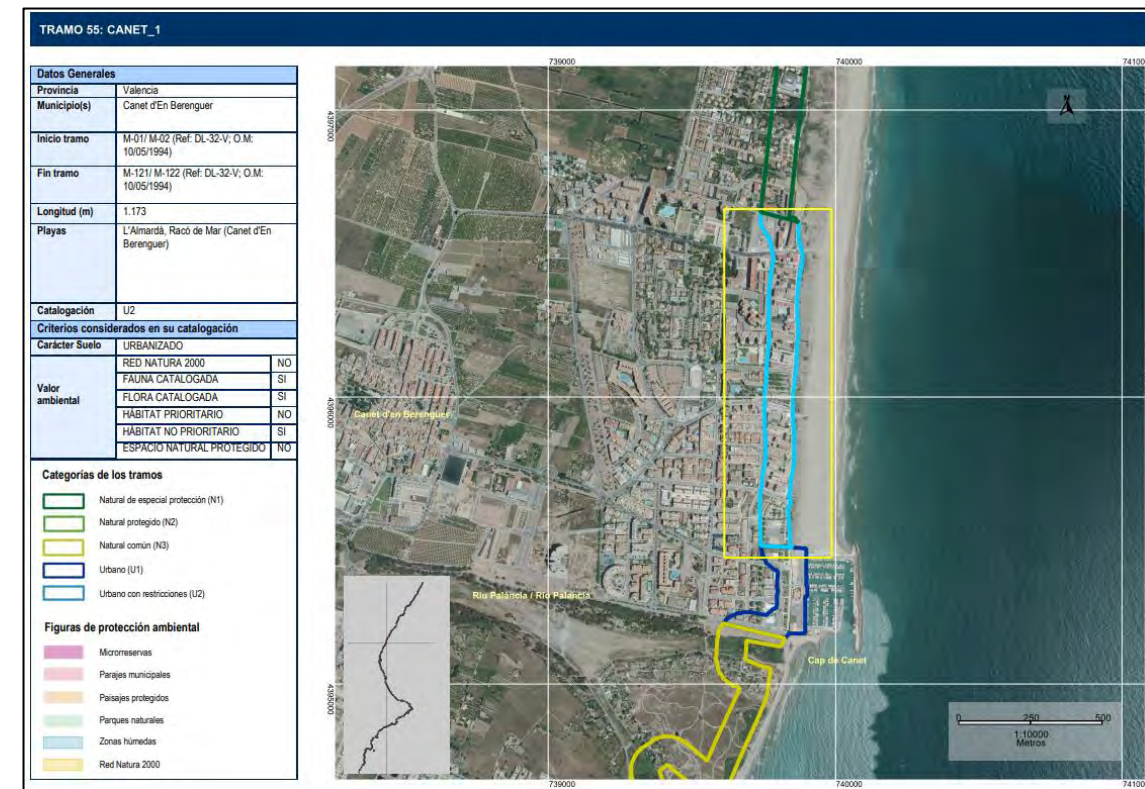 TRAMO 55: CANET_1
Datos Generales
Provincia Valencia
Municipio(s) Canet d'En Berenguer
Inicio tramo M-01/ M-02 (Ref: DL-32-V; O.M:
10/05/1994)
Fin tramo M-121/ M-122 (Ref: DL-32-V; O.M:
10/05/1994)
Longitud (m) 1.173
Playas L'Almardà, Racó de Mar (Canet d'En
Berenguer)
Catalogación U2
Criterios considerados en su catalogación
Carácter Suelo URBANIZADO
Valor
ambiental
RED NATURA 2000 NO
FAUNA CATALOGADA SI
FLORA CATALOGADA SI
HÁBITAT PRIORITARIO NO
HÁBITAT NO PRIORITARIO SI
ESPACIO NATURAL PROTEGIDO NO
Categorías de los tramos
Natural de especial protección (N1)
Natural protegido (N2)
Natural común (N3)
Urbano (U1)
Urbano con restricciones (U2)
Figuras de protección ambiental
Microrreservas
Parajes municipales
Paisajes protegidos
Parques naturales
Zonas húmedas
Red Natura 2000
739000
740000
74100
4397000
4396000
4395000
Canet d'en Berenguer
Riu Palància / Río Palancia
Cap de Canet
0 250 500
1:10000
Metros
739000
740000
74100